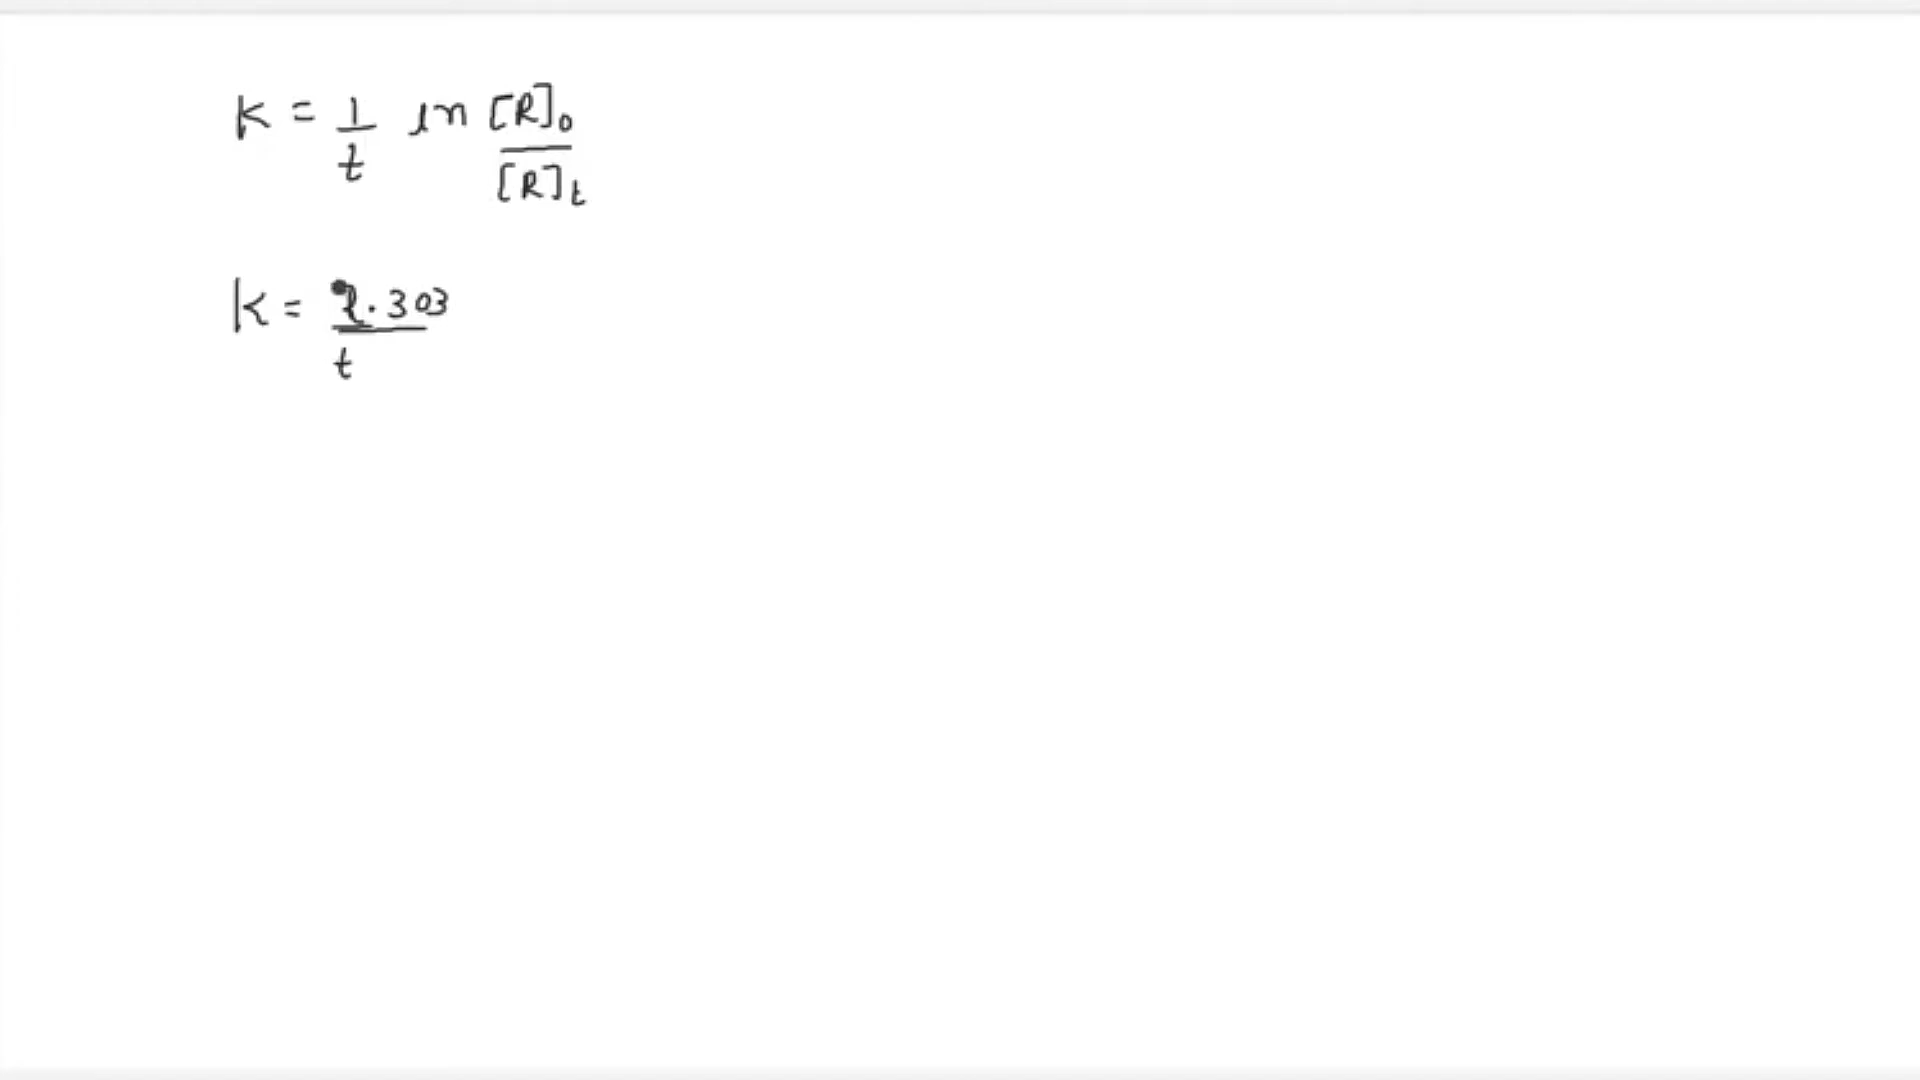 K = 1/t ln [R]₀/[R]t
K = 2.303/t